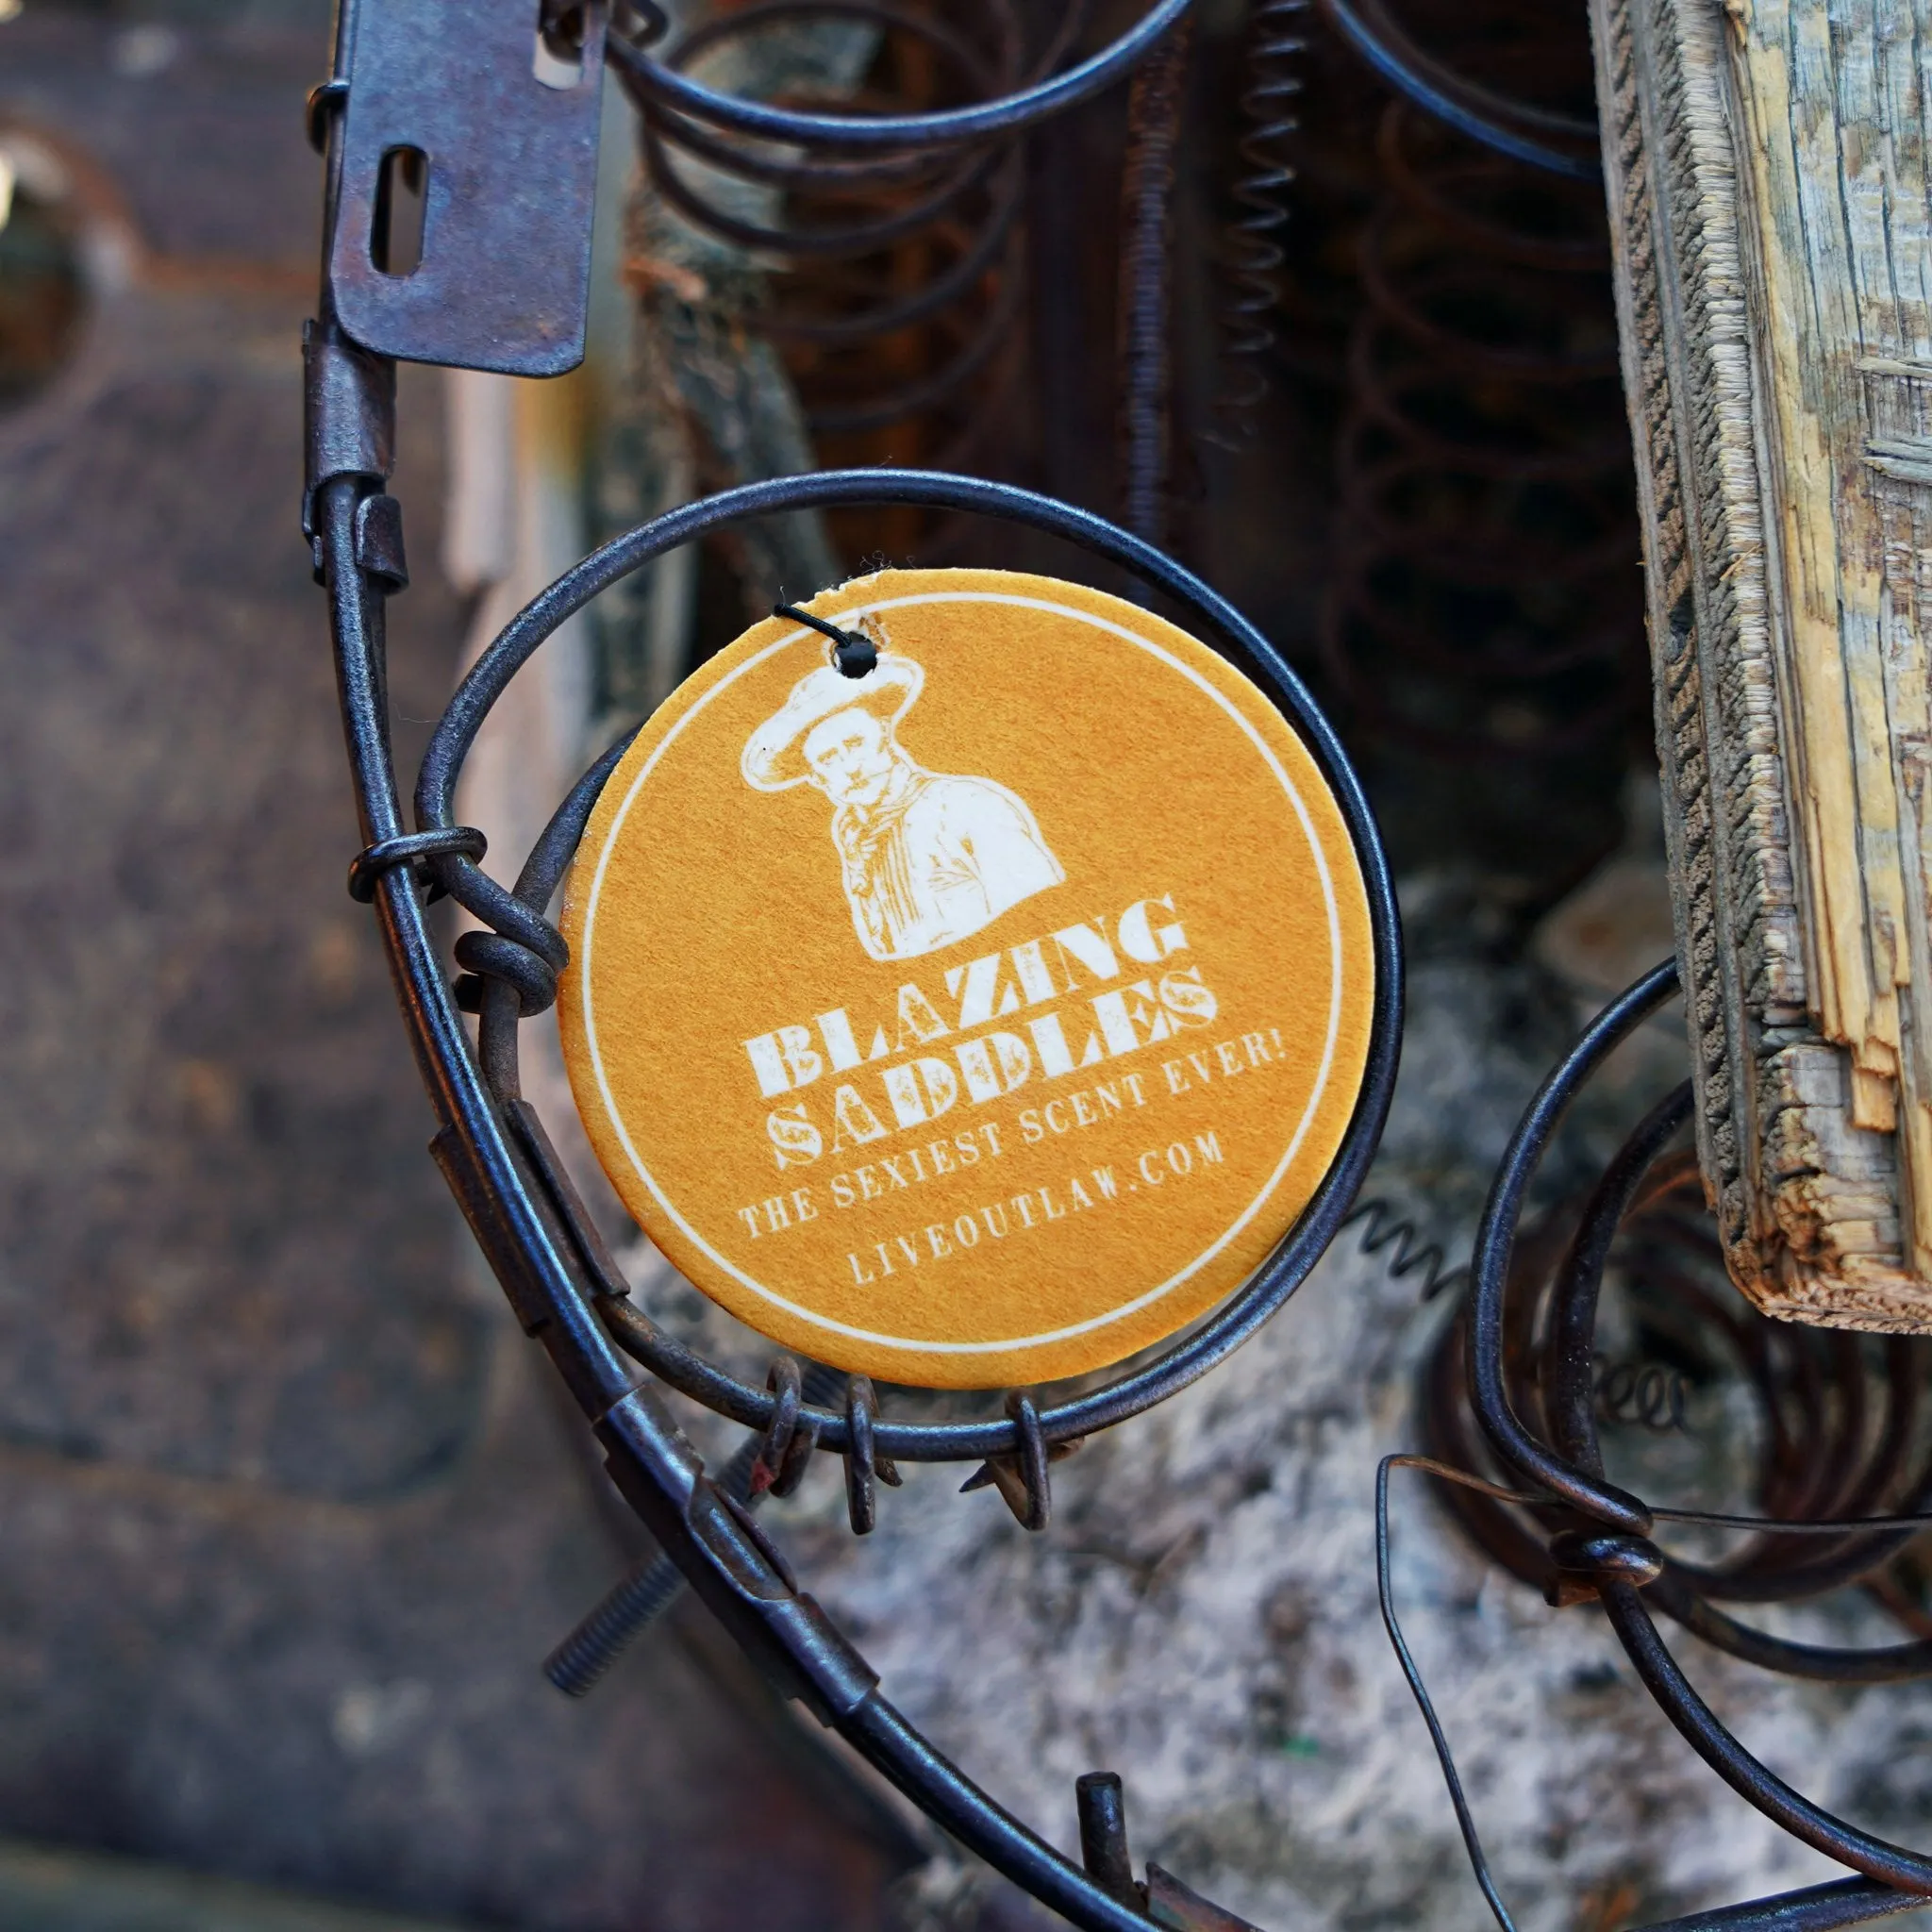 BLAZING
SADDLES
THE SEXIEST SCENT EVER!
LIVEOUTLAW.COM